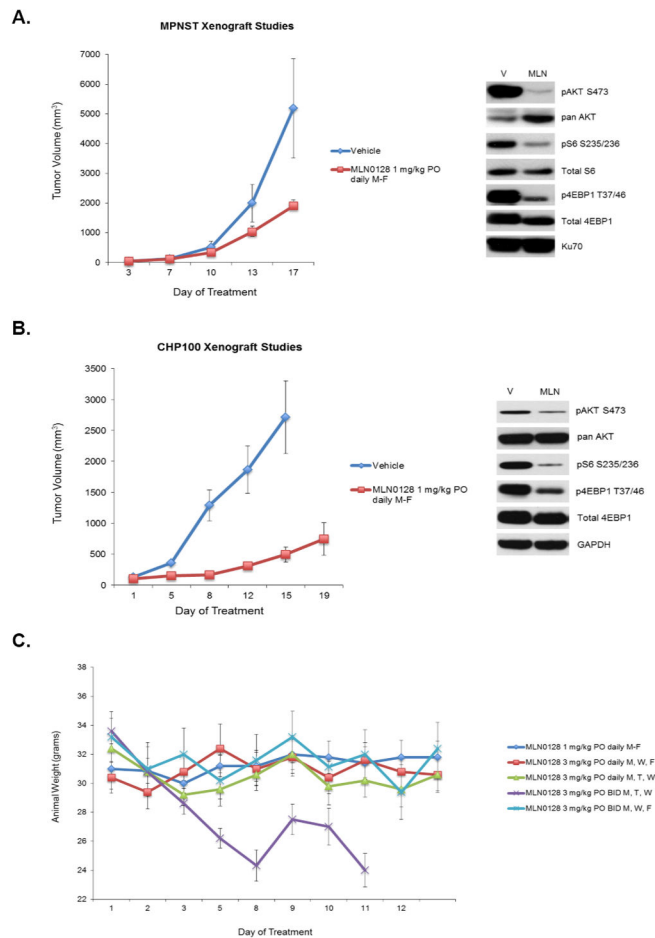 A.
MPNST Xenograft Studies
Tumor Volume (mm3)
7000
6000
5000
4000
3000
2000
1000
0
3 7 10 13 17
Day of Treatment
Vehicle
MLN0128 1 mg/kg PO
daily M-F
V MLN
pAKT S473
pan AKT
pS6 S235/236
Total S6
p4EBP1 T37/46
Total 4EBP1
Ku70
B.
CHP100 Xenograft Studies
Tumor Volume (mm3)
3500
3000
2500
2000
1500
1000
500
0
1 5 8 12 15 19
Day of Treatment
Vehicle
MLN0128 1 mg/kg PO
daily M-F
V MLN
pAKT S473
pan AKT
pS6 S235/236
p4EBP1 T37/46
Total 4EBP1
GAPDH
C.
Animal Weight (grams)
38
36
34
32
30
28
26
24
22
1 2 3 5 8 9 10 11 12
Day of Treatment
MLN0128 1 mg/kg PO daily M-F
MLN0128 3 mg/kg PO daily M, W, F
MLN0128 3 mg/kg PO daily M, T, W
MLN0128 3 mg/kg PO BID M, T, W
MLN0128 3 mg/kg PO BID M, W, F